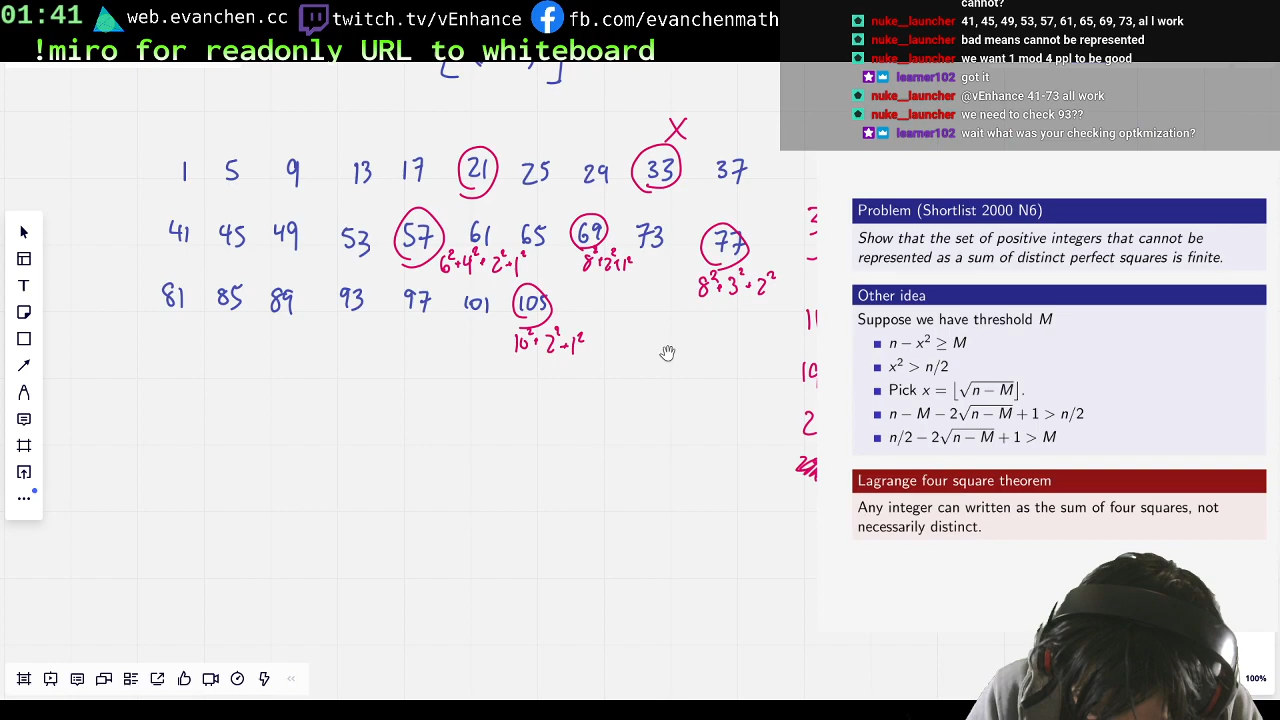 01:41 web.evanchen.cc twitch.tv/vEnhance fb.com/evanchenmath
!miro for readonly URL to whiteboard
cannot?
nuke__launcher 41, 45, 49, 53, 57, 61, 65, 69, 73, al l work
nuke__launcher bad means cannot be represented
nuke__launcher we want 1 mod 4 ppl to be good
learner102 got it
nuke__launcher @vEnhance 41-73 all work
nuke__launcher we need to check 93??
learner102 wait what was your checking optkmization?
X
1 5 9 13 17 21 25 29 33 37
41 45 49 53 57 61 65 69 73 77
6²+4²+2²+1² 8²+2²+1² 8²+3²+2²
81 85 89 93 97 101 105
10²+2²+1²
Problem (Shortlist 2000 N6)
Show that the set of positive integers that cannot be
represented as a sum of distinct perfect squares is finite.
Other idea
Suppose we have threshold M
n − x² ≥ M
x² > n/2
Pick x = ⌊√(n − M)⌋.
n − M − 2√(n − M) + 1 > n/2
n/2 − 2√(n − M) + 1 > M
Lagrange four square theorem
Any integer can written as the sum of four squares, not
necessarily distinct.
100%